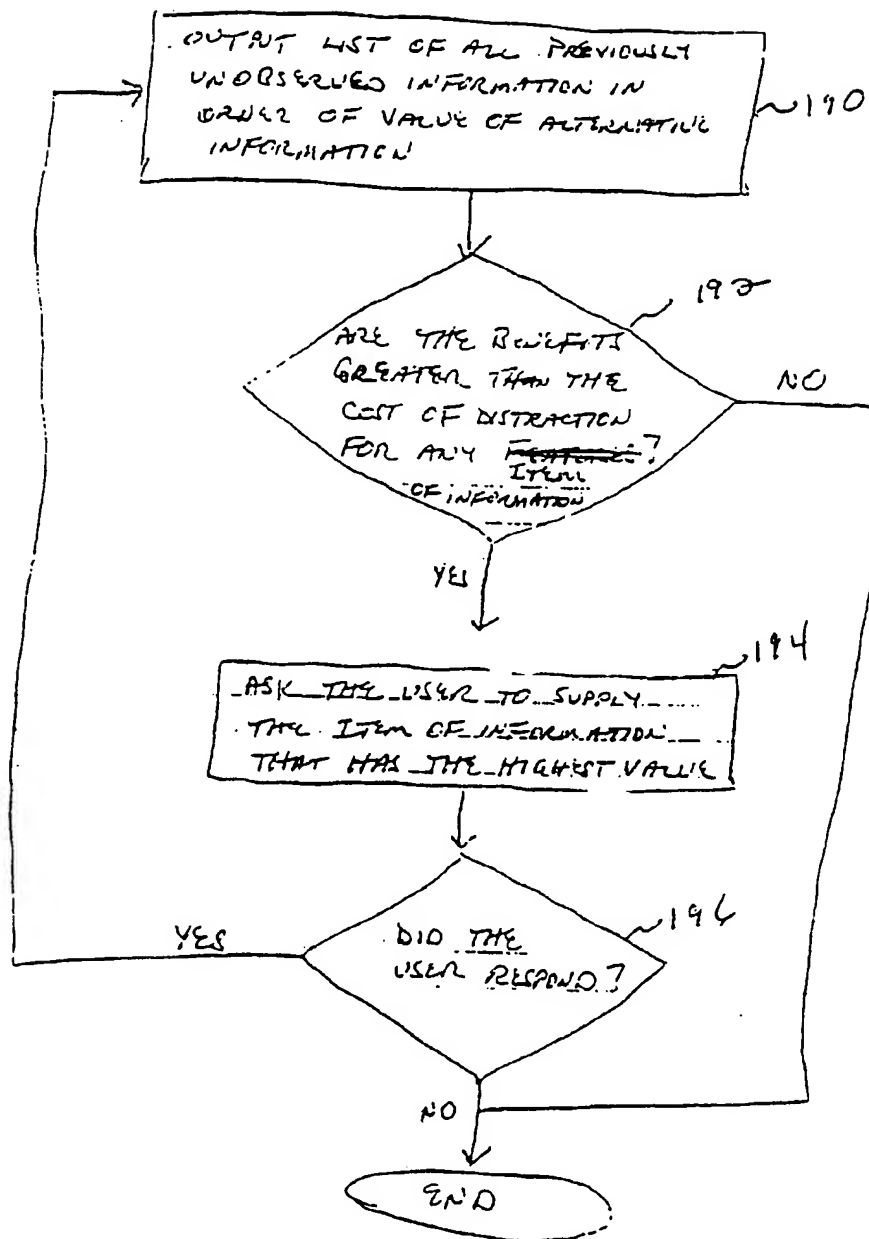 OUTPUT LIST OF ALL PREVIOUSLY
UNOBSERVED INFORMATION IN
ORDER OF VALUE OF ALTERNATIVE
INFORMATION
190
192
ARE THE BENEFITS
GREATER THAN THE
COST OF DISTRACTION
FOR ANY ?
ITEM
OF INFORMATION
NO
YES
194
ASK THE USER TO SUPPLY
THE ITEM OF INFORMATION
THAT HAS THE HIGHEST VALUE
196
YES
DID THE
USER RESPOND?
NO
END